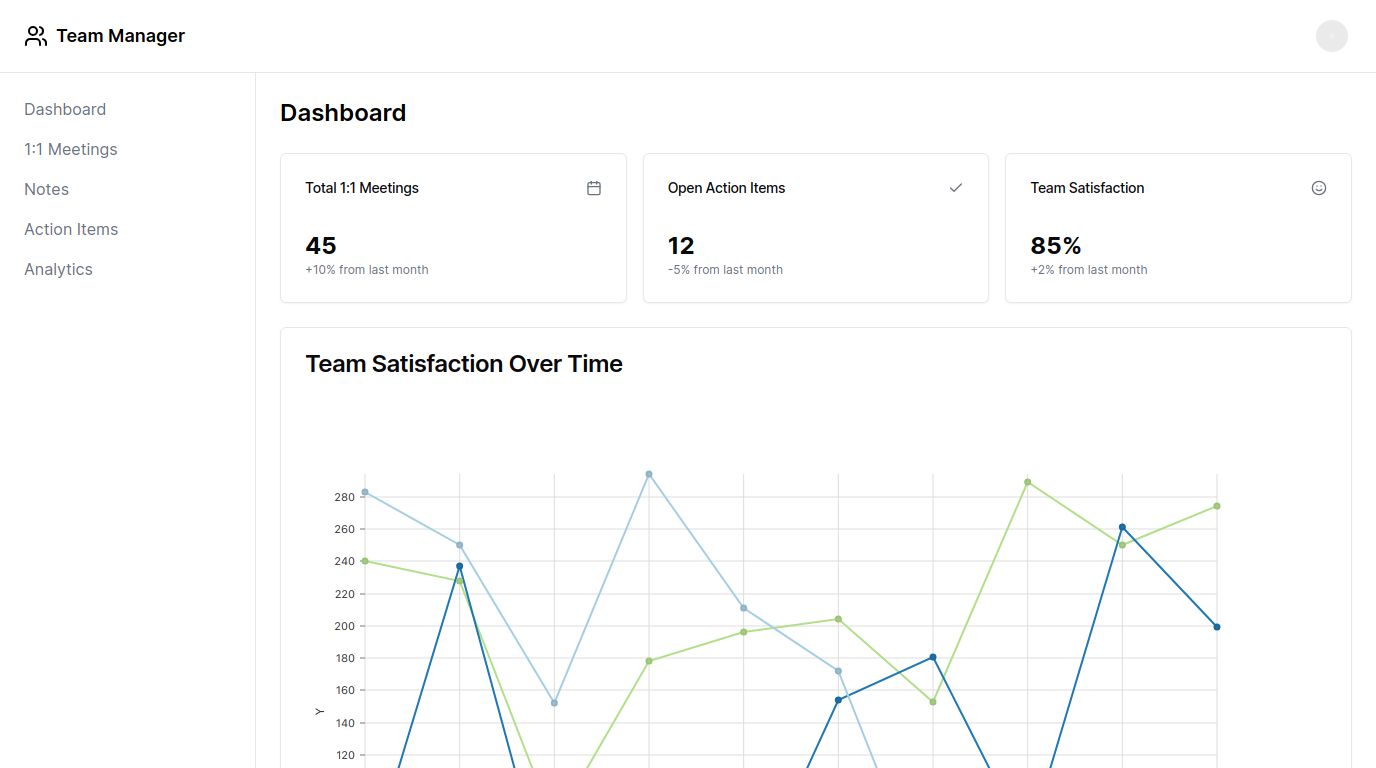 Team Manager
Dashboard
1:1 Meetings
Notes
Action Items
Analytics
Dashboard
Total 1:1 Meetings
45
+10% from last month
Open Action Items
12
-5% from last month
Team Satisfaction
85%
+2% from last month
Team Satisfaction Over Time
280
260
240
220
200
180
160
140
120
Y